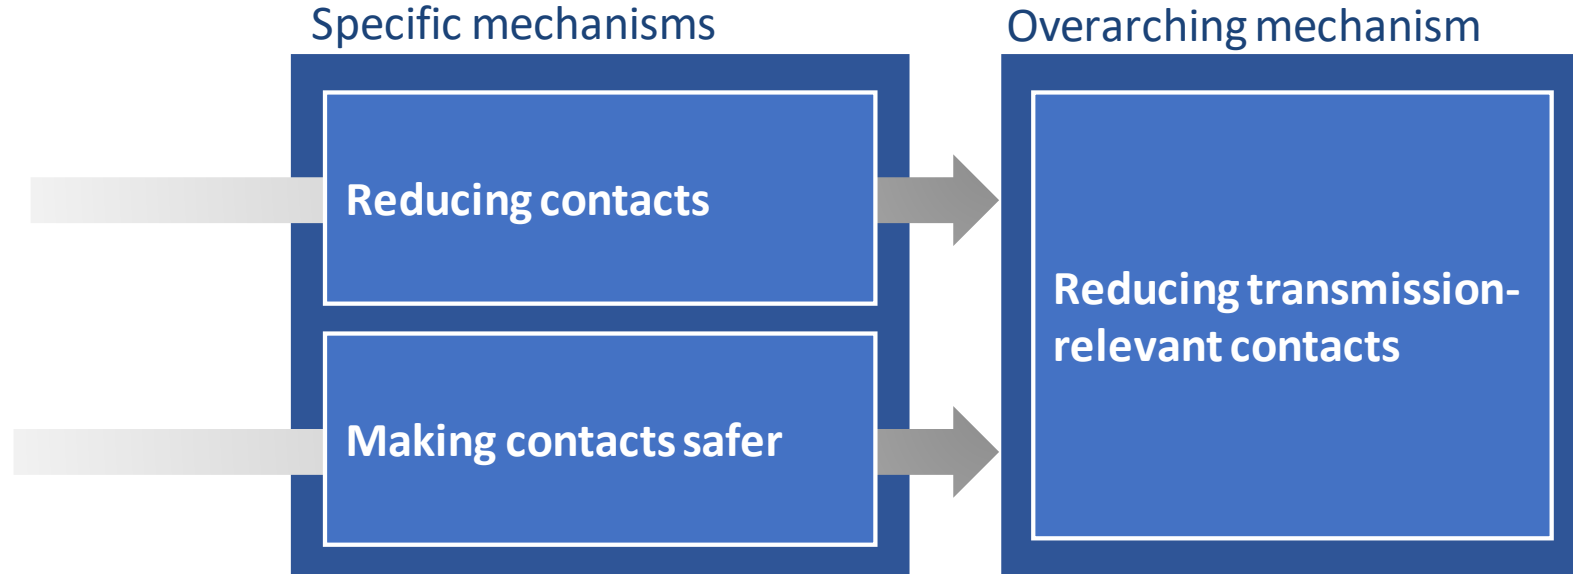 Specific mechanisms
Overarching mechanism
Reducing contacts
Making contacts safer
Reducing transmission-
relevant contacts